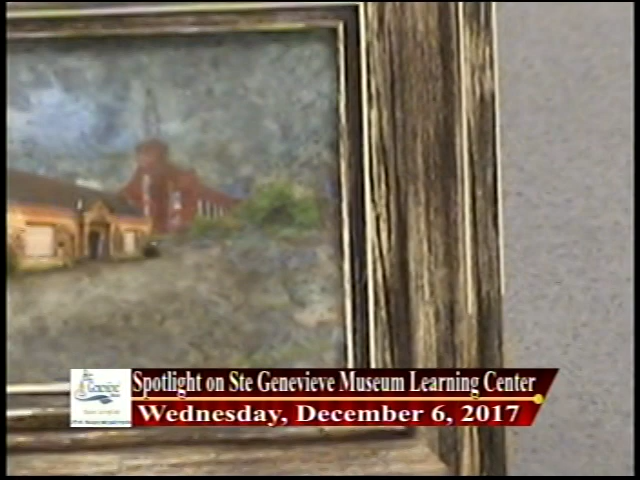 Spotlight on Ste Genevieve Museum Learning Center
Wednesday, December 6, 2017